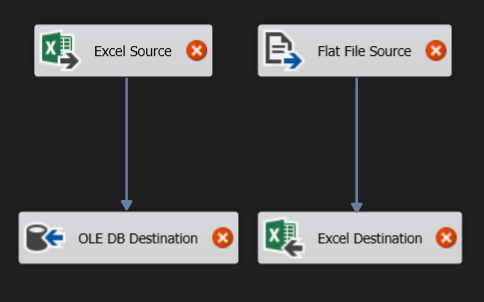 Excel Source
Flat File Source
OLE DB Destination
Excel Destination